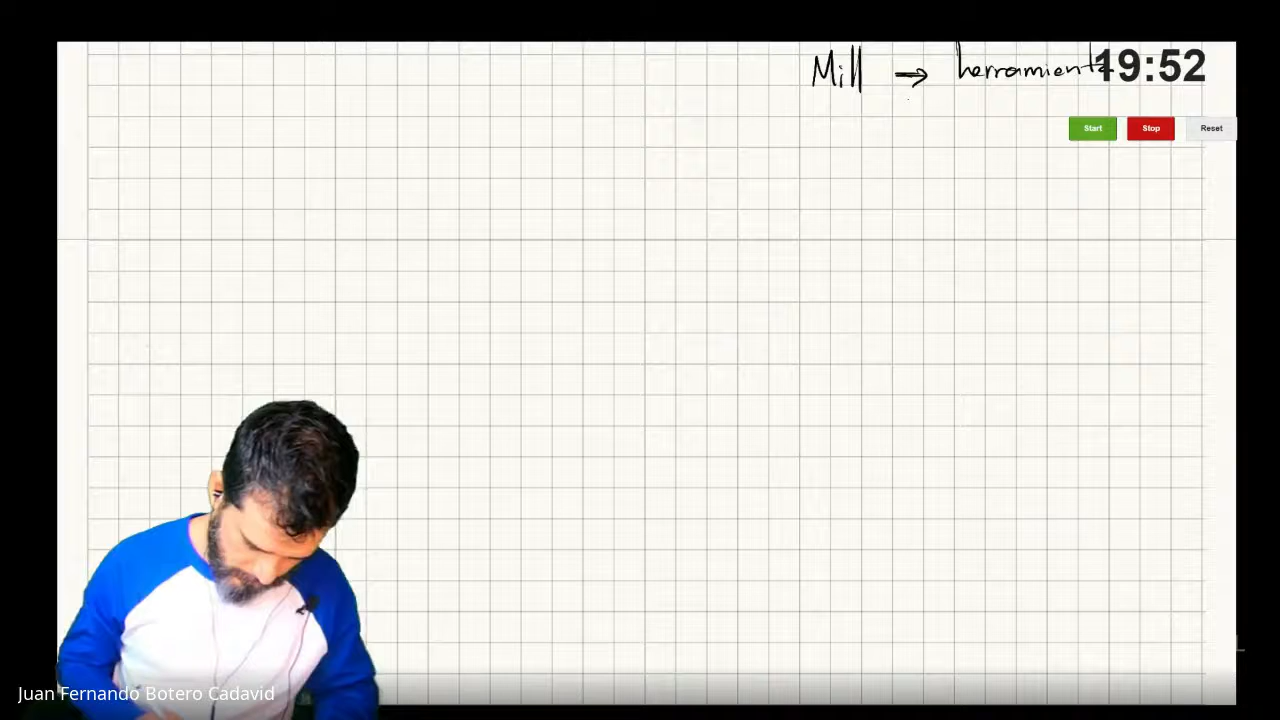 Mill → herramienta 19:52
Start Stop Reset
Juan Fernando Botero Cadavid